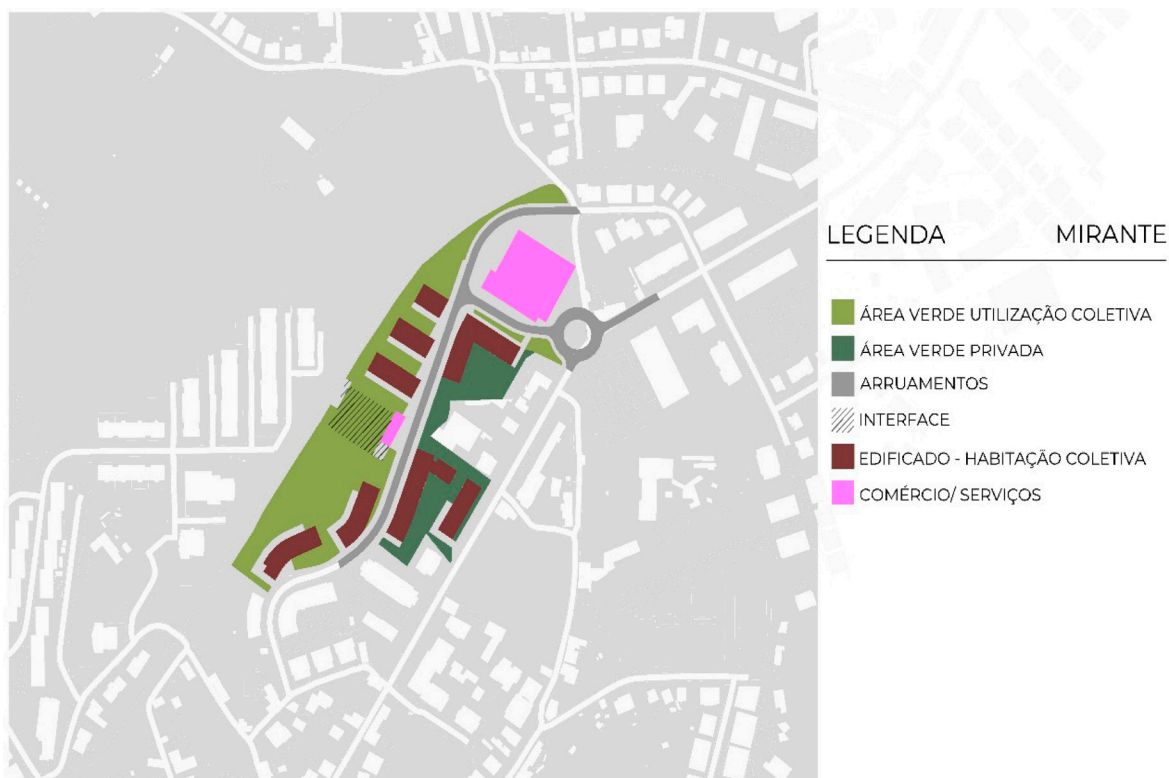 LEGENDA MIRANTE
ÁREA VERDE UTILIZAÇÃO COLETIVA
ÁREA VERDE PRIVADA
ARRUAMENTOS
INTERFACE
EDIFICADO - HABITAÇÃO COLETIVA
COMÉRCIO/ SERVIÇOS